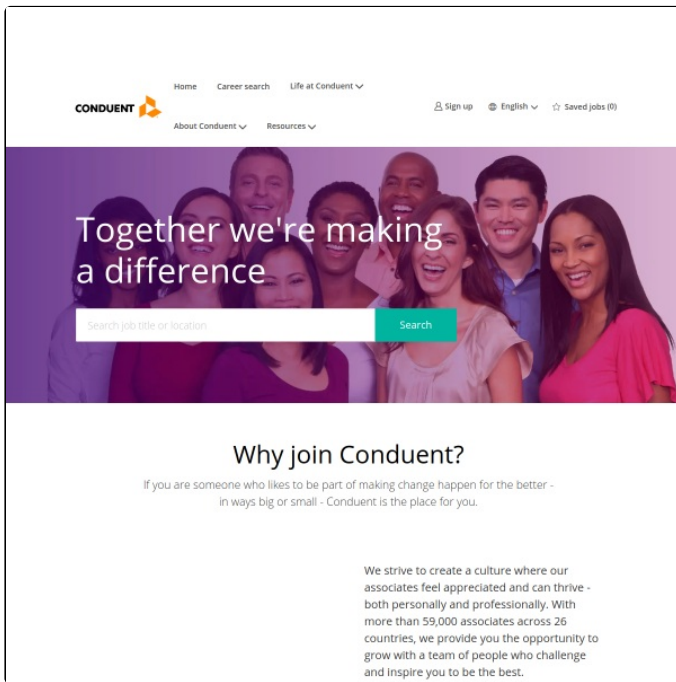 Home Career search Life at Conduent
CONDUENT
Sign up English Saved jobs (0)
About Conduent Resources
Together we're making
a difference
Search job title or location
Search
Why join Conduent?
If you are someone who likes to be part of making change happen for the better -
in ways big or small - Conduent is the place for you.
We strive to create a culture where our
associates feel appreciated and can thrive -
both personally and professionally. With
more than 59,000 associates across 26
countries, we provide you the opportunity to
grow with a team of people who challenge
and inspire you to be the best.